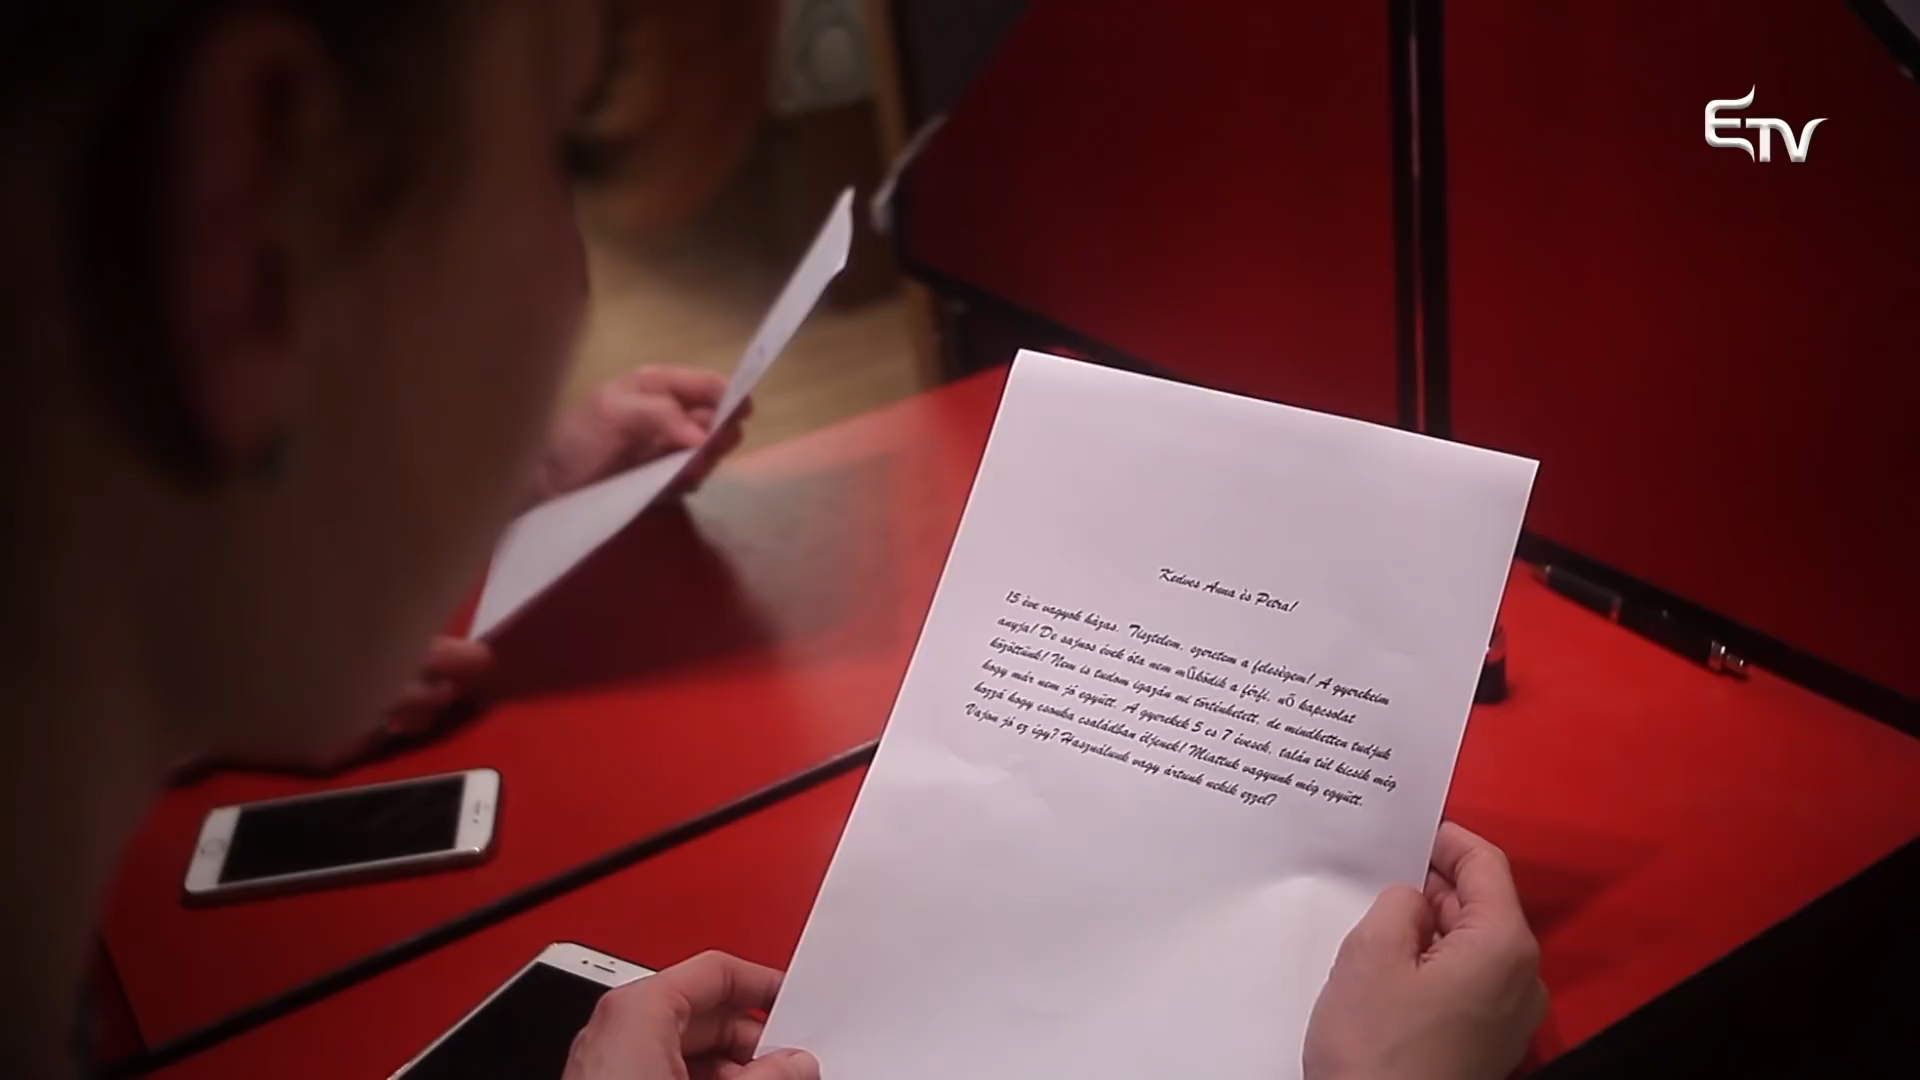 ETV
Kedves Anna és Petra!
15 éve vagyok házas. Tisztelem, szeretem a feleségem! A gyerekeim
anyja! De sajnos évek óta nem működik a férfi, nő kapcsolat
közöttünk! Nem is tudom igazán mi történhetett, de mindketten tudjuk
hogy már nem jó együtt. A gyerekek 5 es 7 évesek, talán túl kicsik még
hozzá hogy csonka családban éljenek! Miattuk vagyunk még együtt.
Vajon jó ez így? Használunk vagy ártunk nekik ezzel?